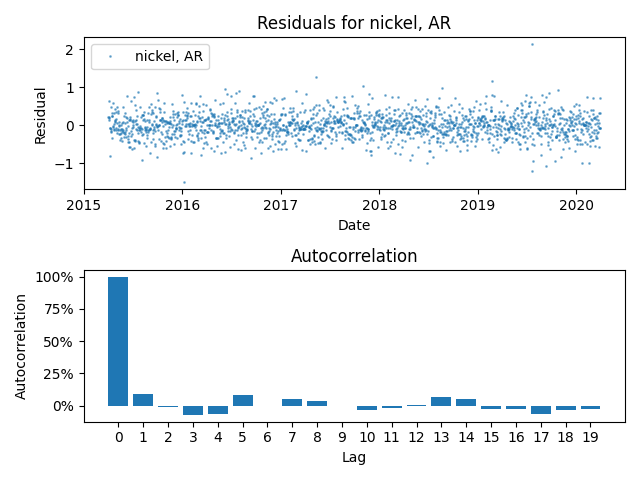 Residuals for nickel, AR
2
1
0
−1
Residual
nickel, AR
2015 2016 2017 2018 2019 2020
Date
Autocorrelation
100%
75%
50%
25%
0%
Autocorrelation
0 1 2 3 4 5 6 7 8 9 10 11 12 13 14 15 16 17 18 19
Lag